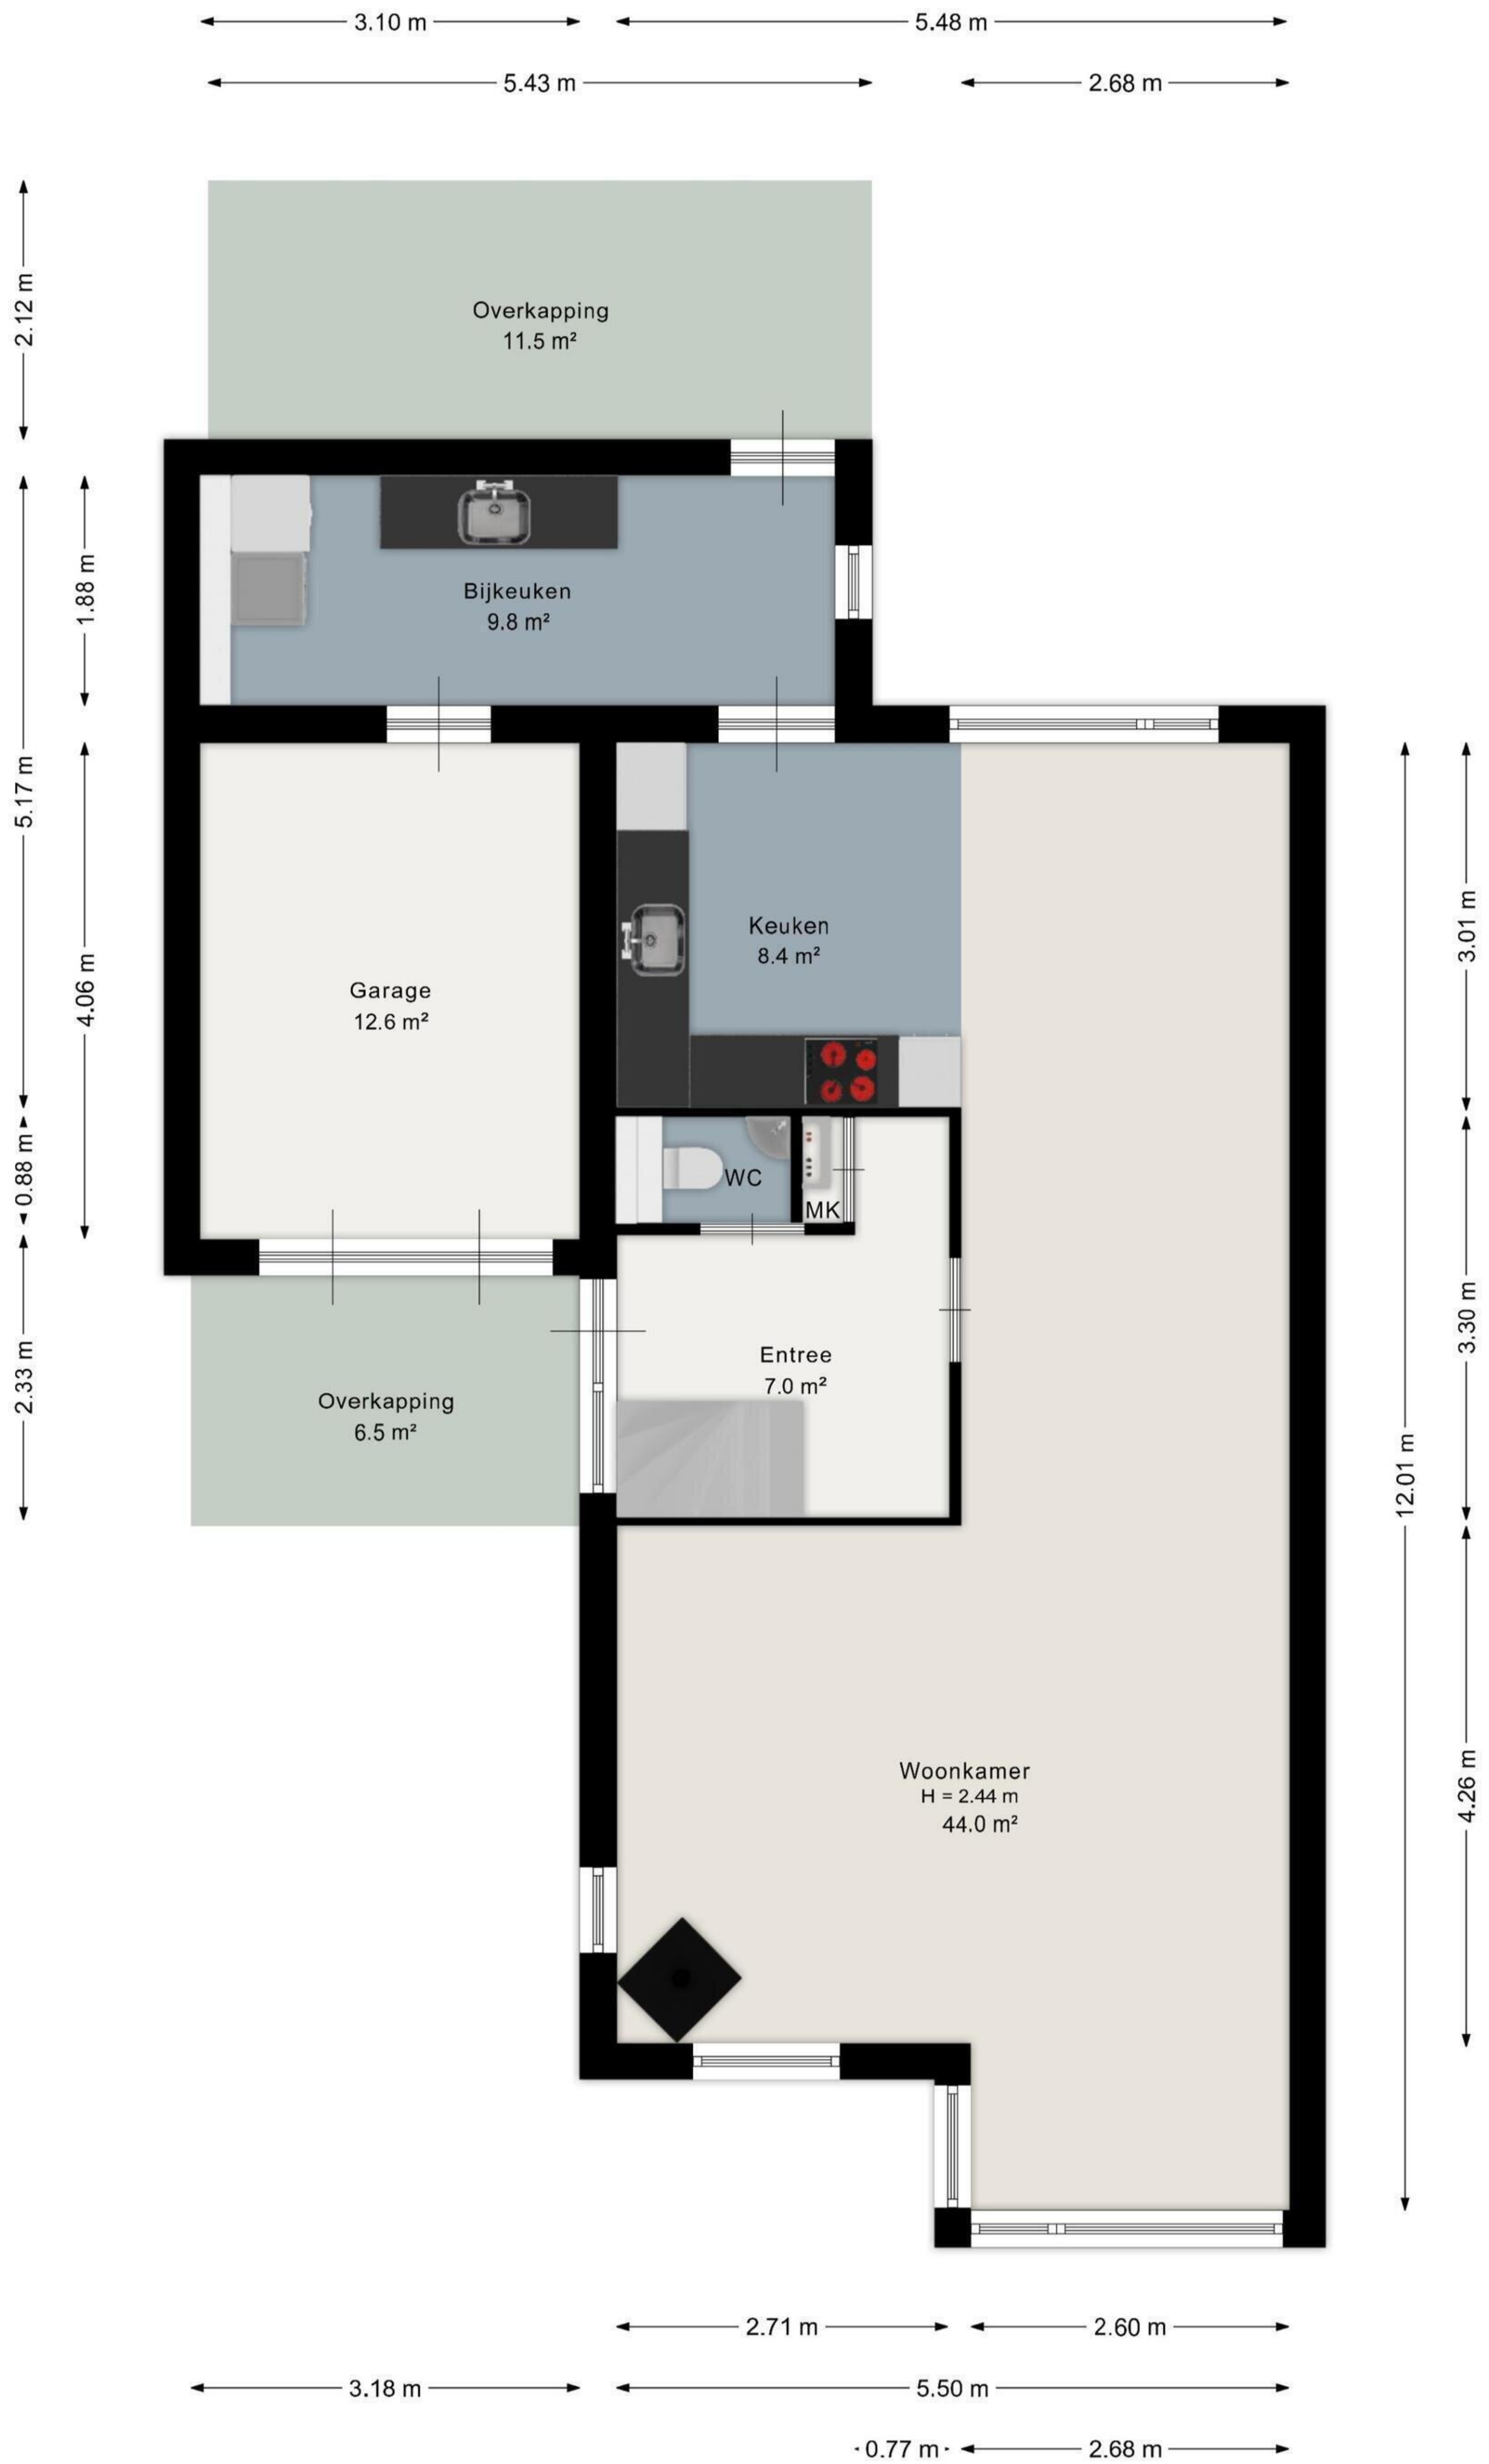 3.10 m
5.48 m
5.43 m
2.68 m
2.12 m
Overkapping
11.5 m²
1.88 m
Bijkeuken
9.8 m²
5.17 m
4.06 m
Keuken
8.4 m²
3.01 m
Garage
12.6 m²
0.88 m
WC
MK
3.30 m
Entree
7.0 m²
2.33 m
Overkapping
6.5 m²
12.01 m
Woonkamer
H = 2.44 m
44.0 m²
4.26 m
2.71 m
2.60 m
3.18 m
5.50 m
0.77 m
2.68 m